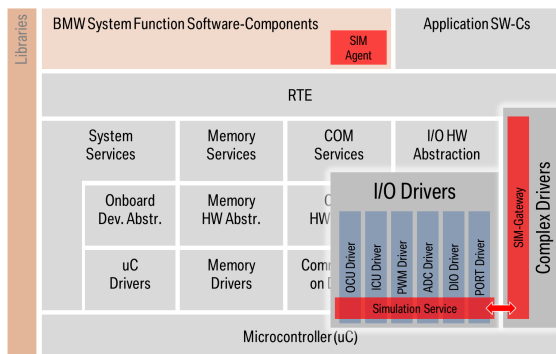 Libraries
BMW System Function Software-Components
SIM
Agent
Application SW-Cs
RTE
System
Services
Memory
Services
COM
Services
I/O HW
Abstraction
Onboard
Dev. Abstr.
Memory
HW Abstr.
HW
uC
Drivers
Memory
Drivers
I/O Drivers
OCU Driver
ICU Driver
PWM Driver
ADC Driver
DIO Driver
PORT Driver
Simulation Service
SIM-Gateway
Complex Drivers
Microcontroller (uC)